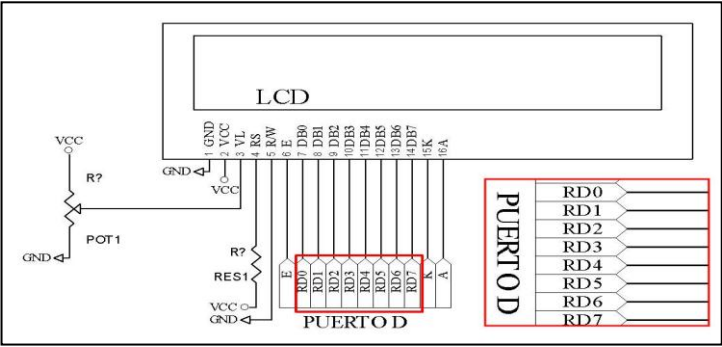 LCD
1 GND
2 VCC
3 VL
4 RS
5 R/W
6 E
7 DB0
8 DB1
9 DB2
10DB3
11DB4
12DB5
13DB6
14DB7
15K
16A
VCC
R?
POT1
GND
GND
VCC
R?
RES1
VCC
GND
E
RD0
RD1
RD2
RD3
RD4
RD5
RD6
RD7
K
A
PUERTO D
PUERTO D
RD0
RD1
RD2
RD3
RD4
RD5
RD6
RD7